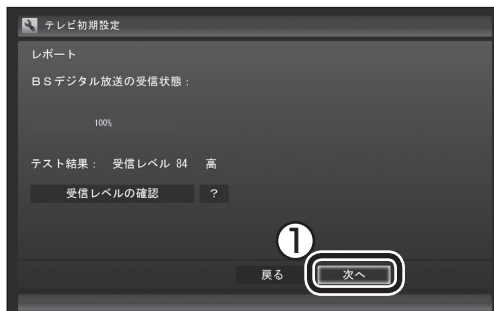 テレビ初期設定
レポート
BSデジタル放送の受信状態：
100%
テスト結果： 受信レベル 84 高
受信レベルの確認 ?
①
戻る 次へ